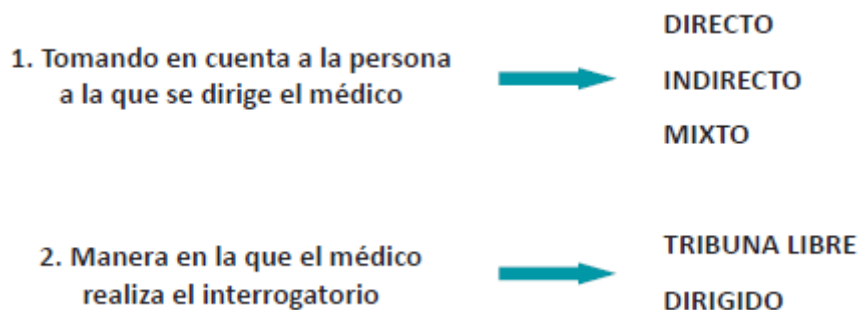 1. Tomando en cuenta a la persona
a la que se dirige el médico
DIRECTO
INDIRECTO
MIXTO
2. Manera en la que el médico
realiza el interrogatorio
TRIBUNA LIBRE
DIRIGIDO